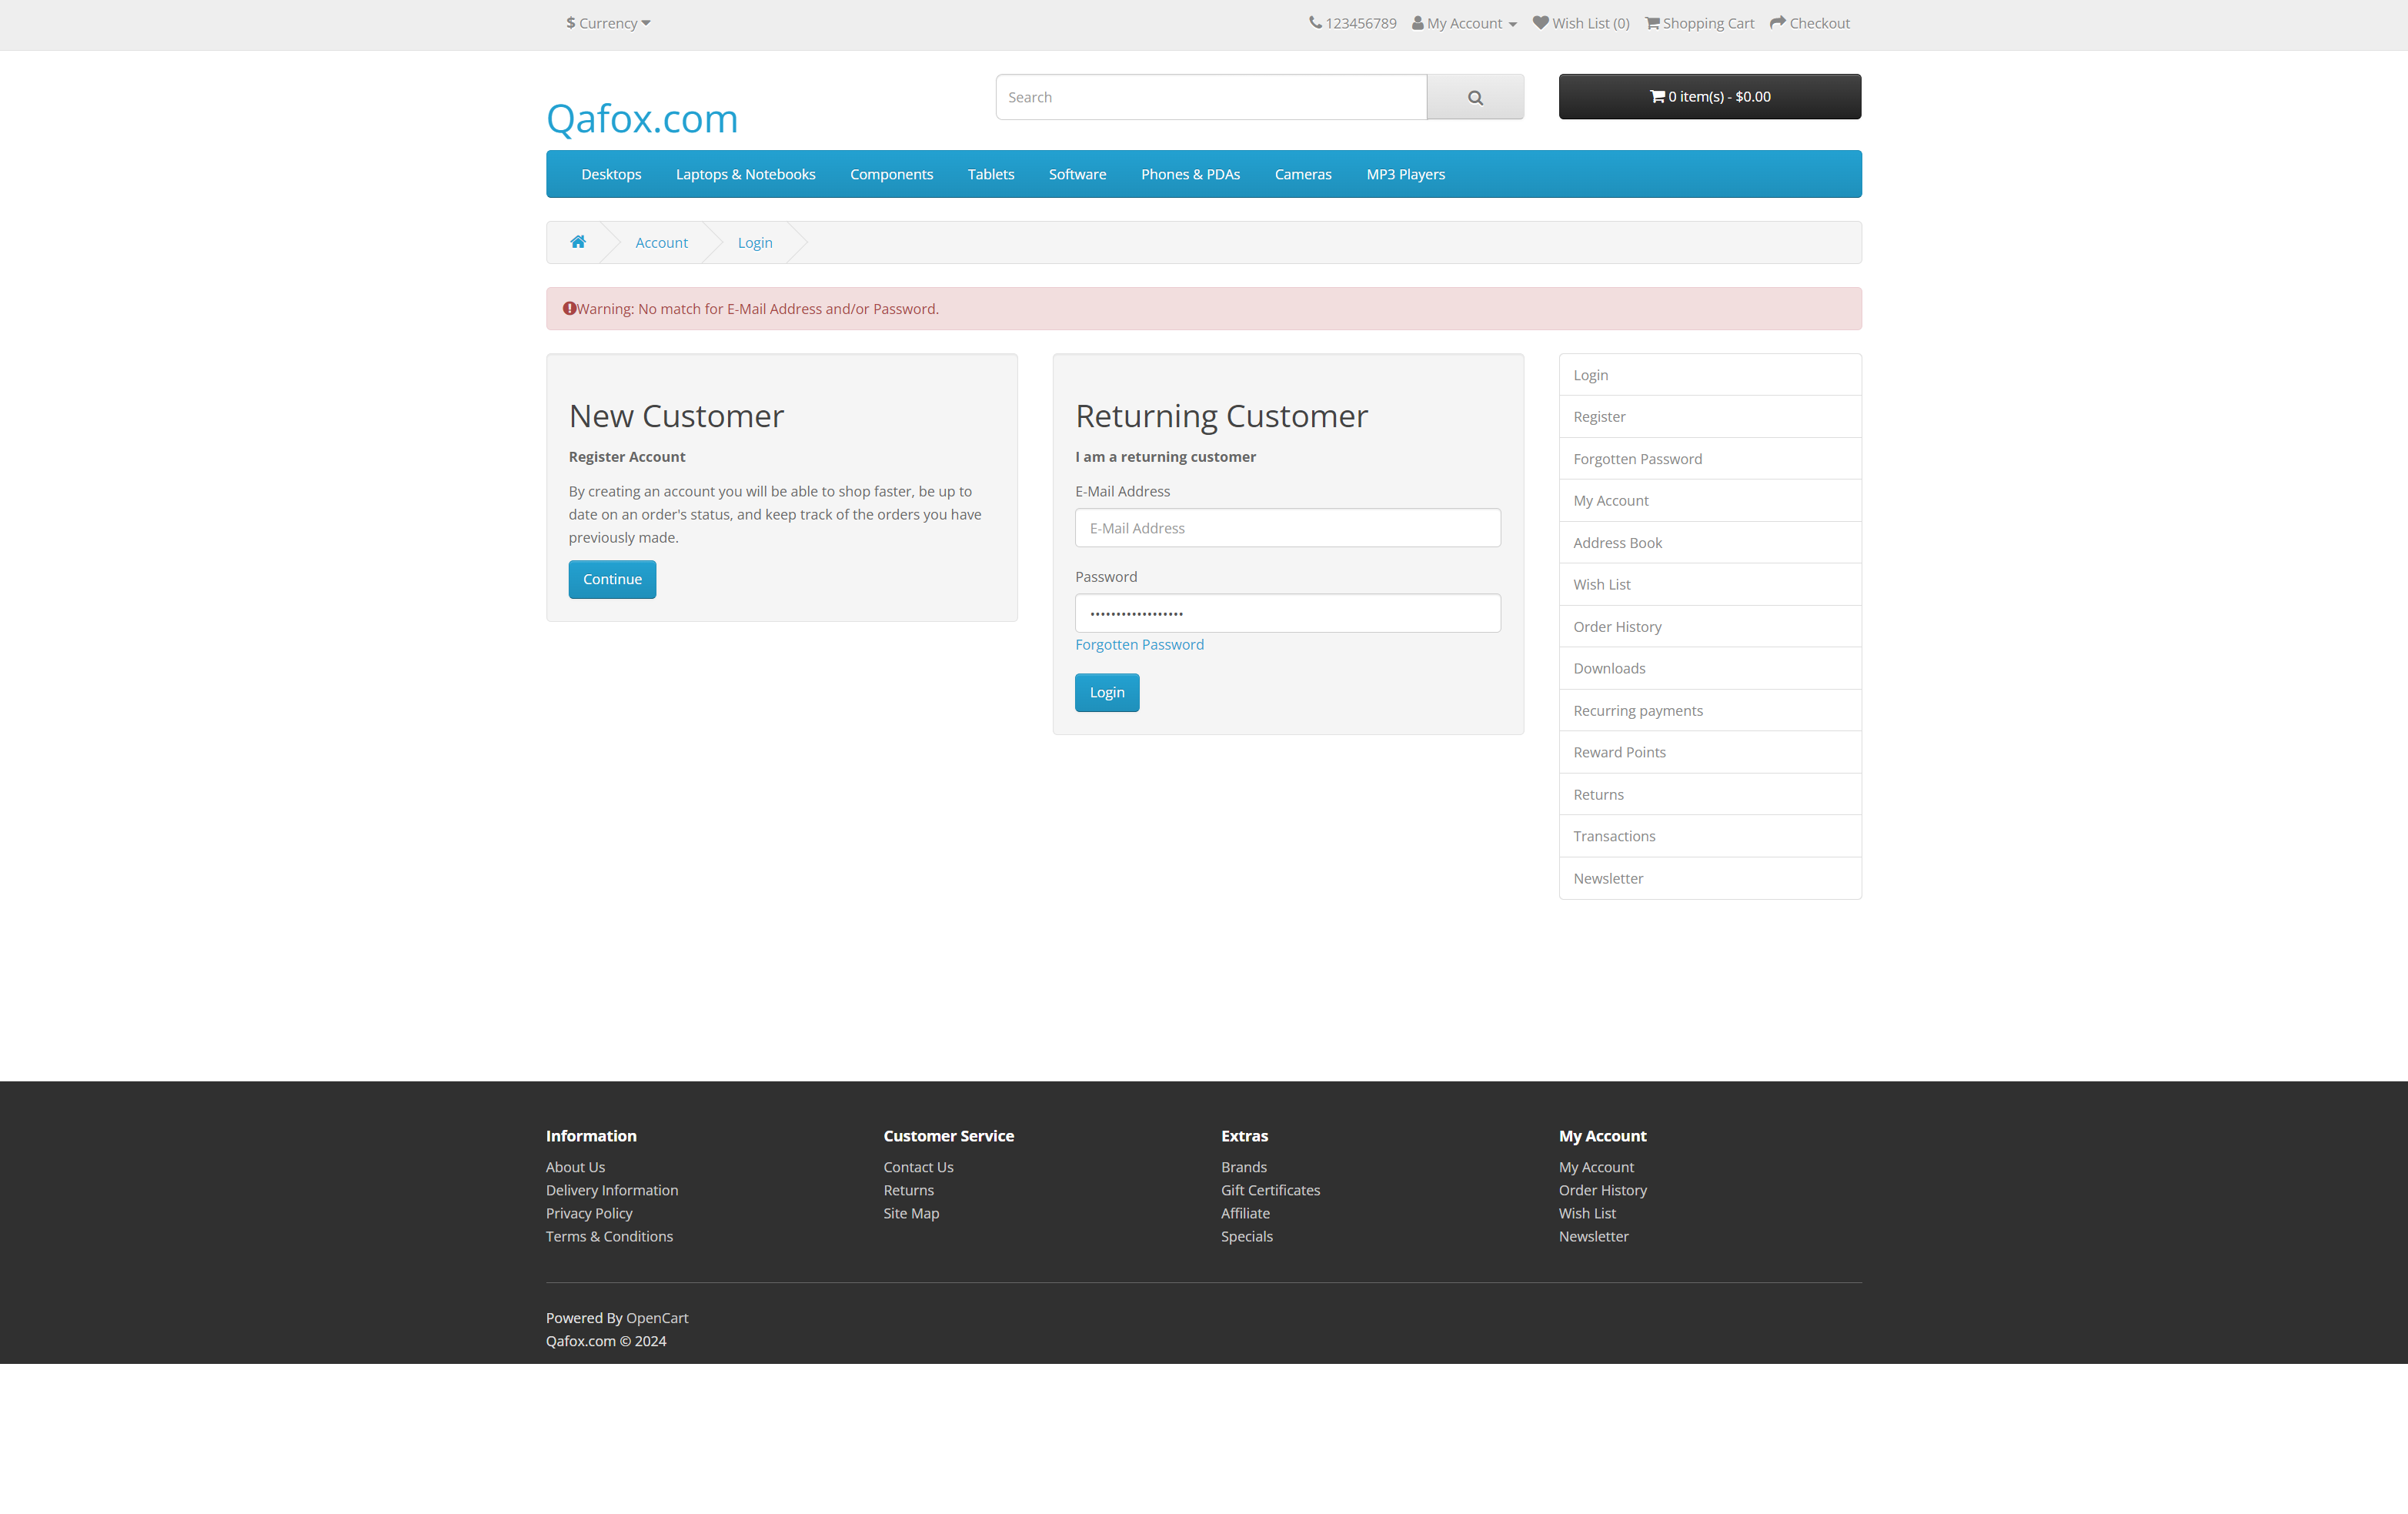 $ Currency
123456789 My Account Wish List (0) Shopping Cart Checkout
Qafox.com
Search
0 item(s) - $0.00
Desktops Laptops & Notebooks Components Tablets Software Phones & PDAs Cameras MP3 Players
Account Login
Warning: No match for E-Mail Address and/or Password.
New Customer
Register Account
By creating an account you will be able to shop faster, be up to
date on an order's status, and keep track of the orders you have
previously made.
Continue
Returning Customer
I am a returning customer
E-Mail Address
E-Mail Address
Password
••••••••••••••••••
Forgotten Password
Login
Login
Register
Forgotten Password
My Account
Address Book
Wish List
Order History
Downloads
Recurring payments
Reward Points
Returns
Transactions
Newsletter
Information
About Us
Delivery Information
Privacy Policy
Terms & Conditions
Customer Service
Contact Us
Returns
Site Map
Extras
Brands
Gift Certificates
Affiliate
Specials
My Account
My Account
Order History
Wish List
Newsletter
Powered By OpenCart
Qafox.com © 2024